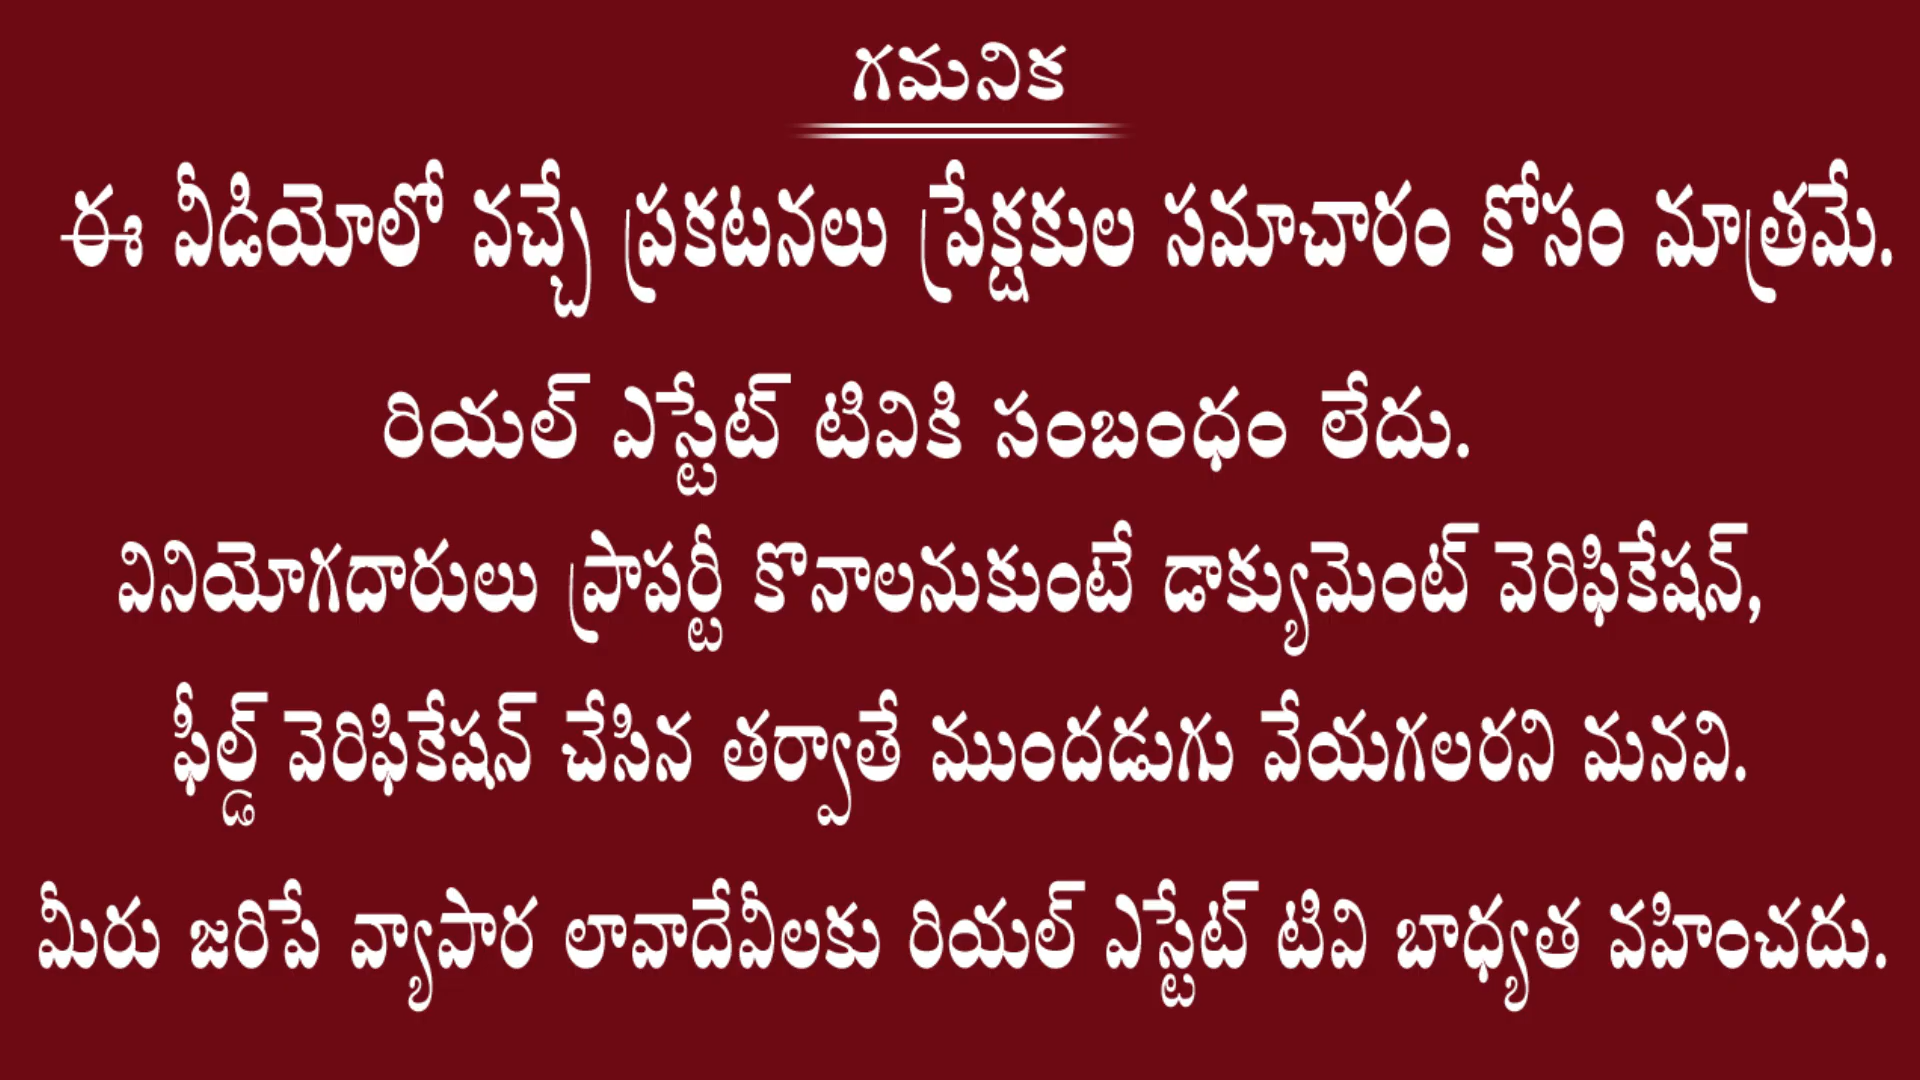 గమనిక
ఈ వీడియోలో వచ్చే ప్రకటనలు ప్రేక్షకుల సమాచారం కోసం మాత్రమే.
రియల్ ఎస్టేట్ టివికి సంబంధం లేదు.
వినియోగదారులు ప్రాపర్టీ కొనాలనుకుంటే డాక్యుమెంట్ వెరిఫికేషన్,
ఫీల్డ్ వెరిఫికేషన్ చేసిన తర్వాతే ముందడుగు వేయగలరని మనవి.
మీరు జరిపే వ్యాపార లావాదేవీలకు రియల్ ఎస్టేట్ టివి బాధ్యత వహించదు.